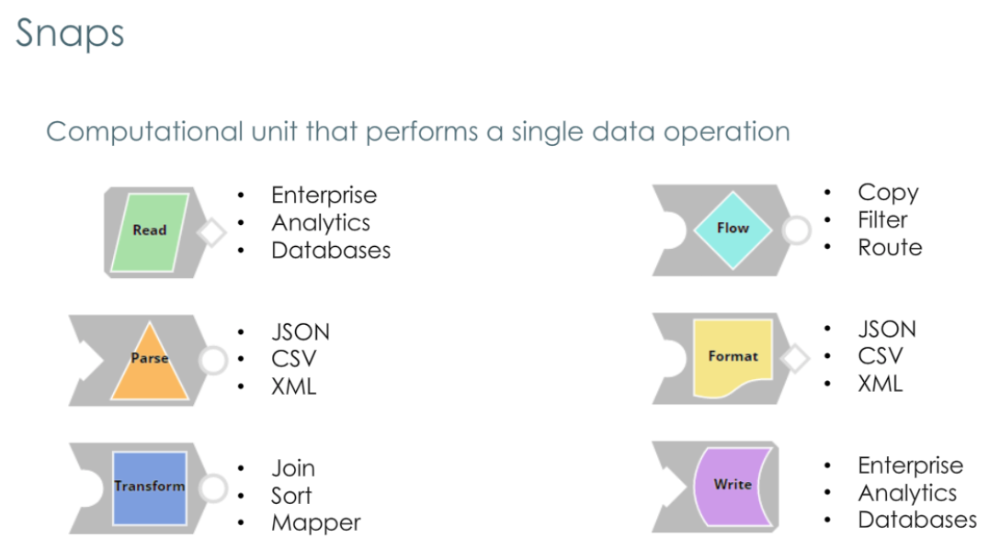 Snaps
Computational unit that performs a single data operation
Read
• Enterprise
• Analytics
• Databases
Parse
• JSON
• CSV
• XML
Transform
• Join
• Sort
• Mapper
Flow
• Copy
• Filter
• Route
Format
• JSON
• CSV
• XML
Write
• Enterprise
• Analytics
• Databases